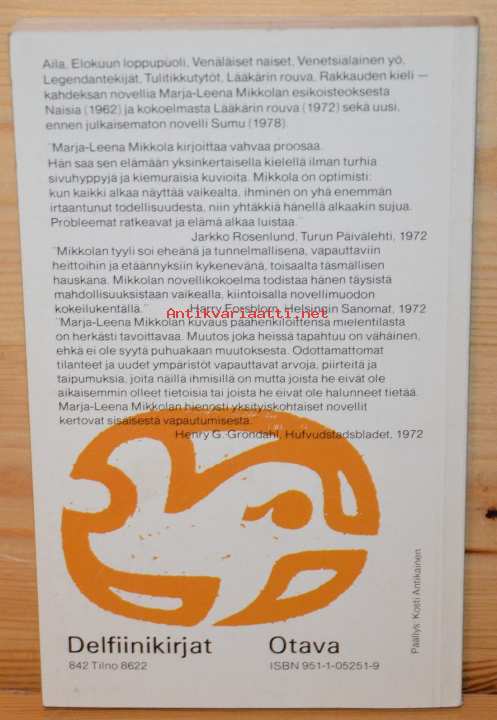 Aila, Elokuun loppupuoli, Venäläiset naiset, Venetsialainen yö,
Legendantekijät, Tulitikkutytöt, Lääkärin rouva, Rakkauden kieli —
kahdeksan novellia Marja-Leena Mikkolan esikoisteoksesta
Naisia (1962) ja kokoelmasta Lääkärin rouva (1972) sekä uusi,
ennen julkaisematon novelli Sumu (1978).
"Marja-Leena Mikkola kirjoittaa vahvaa proosaa.
Hän saa sen elämään yksinkertaisella kielellä ilman turhia
sivuhyppyjä ja kiemuraisia kuvioita. Mikkola on optimisti:
kun kaikki alkaa näyttää vaikealta, ihminen on yhä enemmän
irtaantunut todellisuudesta, niin yhtäkkiä hänellä alkaakin sujua.
Probleemat ratkeavat ja elämä alkaa luistaa."
Jarkko Rosenlund, Turun Päivälehti, 1972
"Mikkolan tyyli soi eheänä ja tunnelmallisena, vapauttaviin
heittoihin ja etäännyksiin kykenevänä, toisaalta täsmällisen
hauskana. Mikkolan novellikokoelma todistaa hänen täysistä
mahdollisuuksistaan vaikealla, kiintoisalla novellimuodon
kokeilukentällä." Harry Forsblom, Helsingin Sanomat, 1972
Antikvariaatti.net
"Marja-Leena Mikkolan kuvaus päähenkilöittensä mielentilasta
on herkästi tavoittavaa. Muutos joka heissä tapahtuu on vähäinen,
ehkä ei ole syytä puhuakaan muutoksesta. Odottamattomat
tilanteet ja uudet ympäristöt vapauttavat arvoja, piirteitä ja
taipumuksia, joita näillä ihmisillä on mutta joista he eivät ole
aikaisemmin olleet tietoisia tai joista he eivät ole halunneet tietää.
Marja-Leena Mikkolan hienosti yksityiskohtaiset novellit
kertovat sisäisestä vapautumisesta."
Henry G. Gröndahl, Hufvudstadsbladet, 1972
Päällys: Kosti Antikainen
Delfiinikirjat Otava
842 Tilno 8622 ISBN 951-1-05251-9